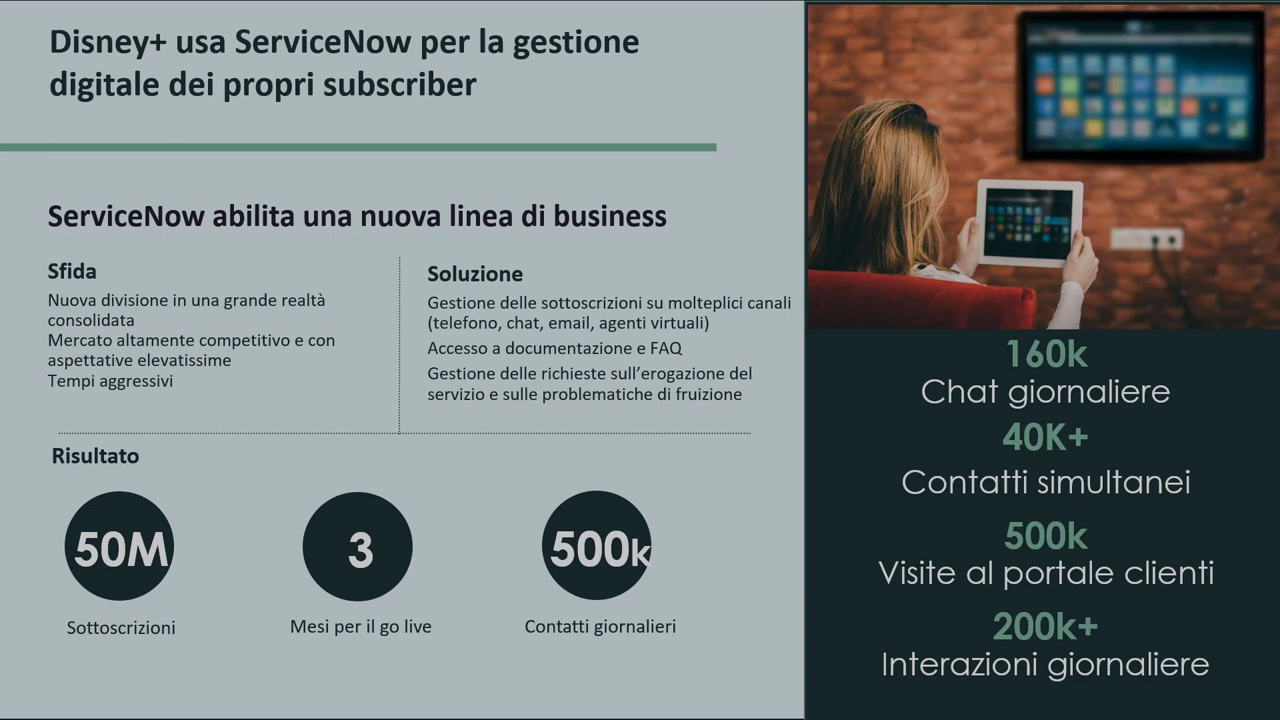 Disney+ usa ServiceNow per la gestione
digitale dei propri subscriber
ServiceNow abilita una nuova linea di business
Sfida
Nuova divisione in una grande realtà
consolidata
Mercato altamente competitivo e con
aspettative elevatissime
Tempi aggressivi
Soluzione
Gestione delle sottoscrizioni su molteplici canali
(telefono, chat, email, agenti virtuali)
Accesso a documentazione e FAQ
Gestione delle richieste sull’erogazione del
servizio e sulle problematiche di fruizione
Risultato
50M
Sottoscrizioni
3
Mesi per il go live
500k
Contatti giornalieri
160k
Chat giornaliere
40K+
Contatti simultanei
500k
Visite al portale clienti
200k+
Interazioni giornaliere